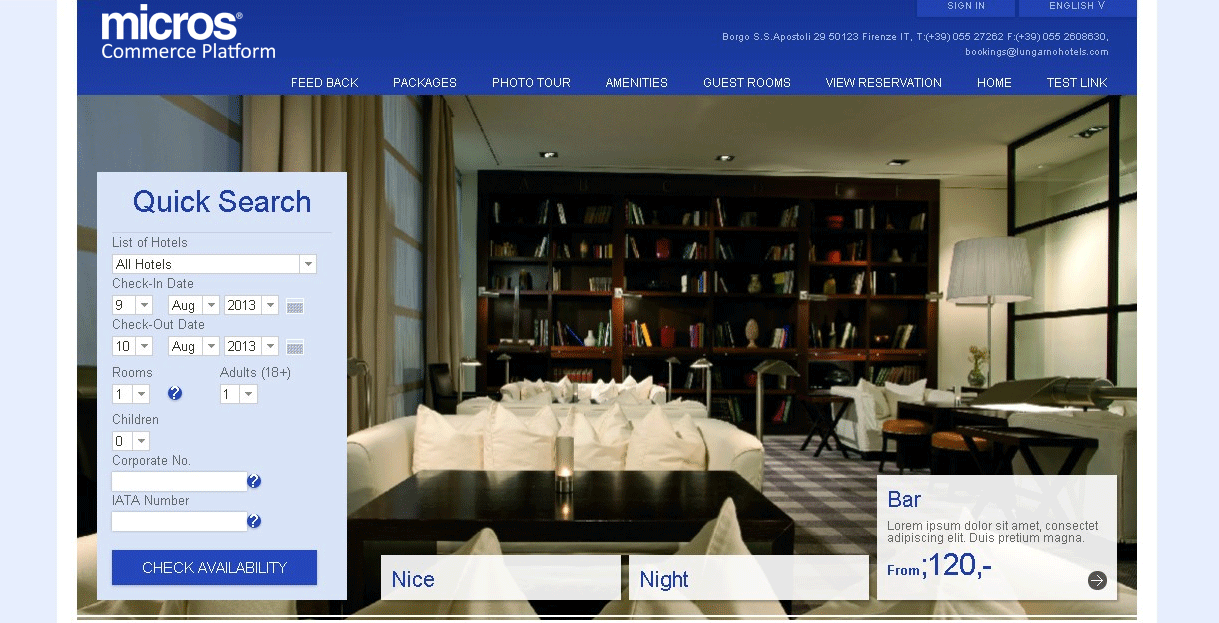 micros®
Commerce Platform
SIGN IN
ENGLISH V
Borgo S.S.Apostoli 29 50123 Firenze IT, T:(+39) 055 27262 F:(+39) 055 2608630,
bookings@lungarnohotels.com
FEED BACK PACKAGES PHOTO TOUR AMENITIES GUEST ROOMS VIEW RESERVATION HOME TEST LINK
Quick Search
List of Hotels
All Hotels
Check-In Date
9 Aug 2013
Check-Out Date
10 Aug 2013
Rooms Adults (18+)
1 ? 1
Children
0
Corporate No.
?
IATA Number
?
CHECK AVAILABILITY
Nice
Night
Bar
Lorem ipsum dolor sit amet, consectet
adipiscing elit. Duis pretium magna.
From ;120,-